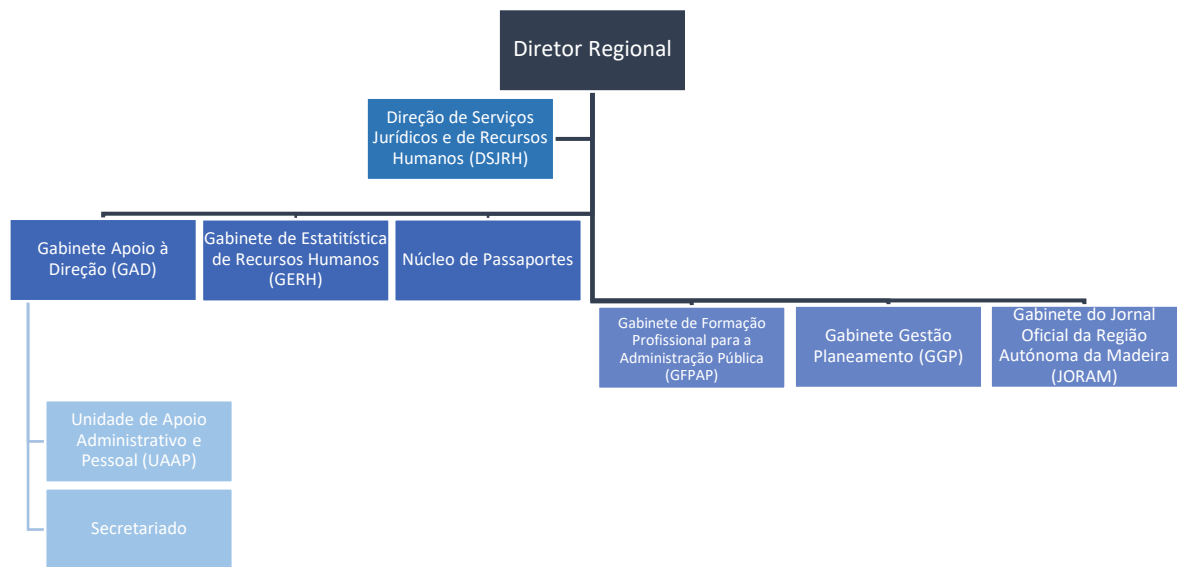 Diretor Regional
Direção de Serviços
Jurídicos e de Recursos
Humanos (DSJRH)
Gabinete Apoio à
Direção (GAD)
Gabinete de Estatitística
de Recursos Humanos
(GERH)
Núcleo de Passaportes
Gabinete de Formação
Profissional para a
Administração Pública
(GFPAP)
Gabinete Gestão
Planeamento (GGP)
Gabinete do Jornal
Oficial da Região
Autónoma da Madeira
(JORAM)
Unidade de Apoio
Administrativo e
Pessoal (UAAP)
Secretariado